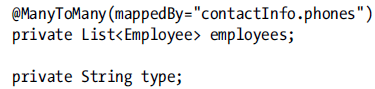 @ManyToMany(mappedBy="contactInfo.phones")
private List<Employee> employees;
private String type;